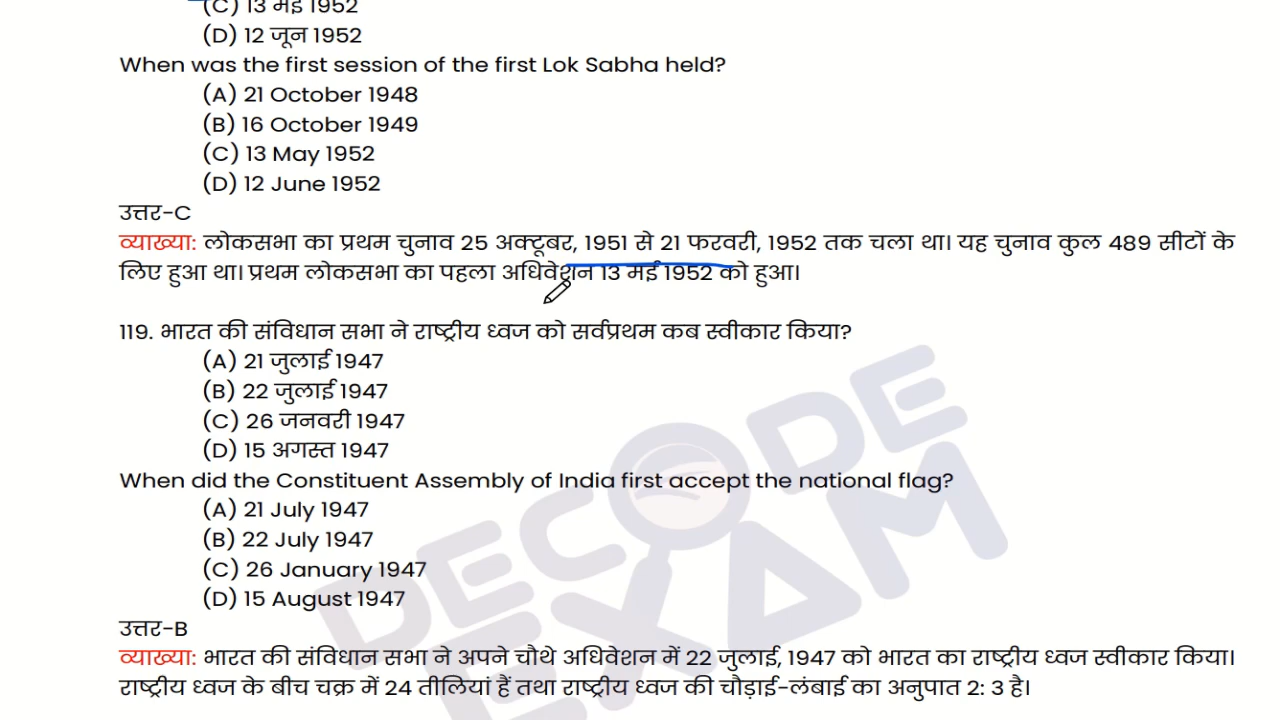 (C) 13 मई 1952
(D) 12 जून 1952
When was the first session of the first Lok Sabha held?
(A) 21 October 1948
(B) 16 October 1949
(C) 13 May 1952
(D) 12 June 1952
उत्तर-C
व्याख्या: लोकसभा का प्रथम चुनाव 25 अक्टूबर, 1951 से 21 फरवरी, 1952 तक चला था। यह चुनाव कुल 489 सीटों के
लिए हुआ था। प्रथम लोकसभा का पहला अधिवेशन 13 मई 1952 को हुआ।
119. भारत की संविधान सभा ने राष्ट्रीय ध्वज को सर्वप्रथम कब स्वीकार किया?
(A) 21 जुलाई 1947
(B) 22 जुलाई 1947
(C) 26 जनवरी 1947
(D) 15 अगस्त 1947
When did the Constituent Assembly of India first accept the national flag?
(A) 21 July 1947
(B) 22 July 1947
(C) 26 January 1947
(D) 15 August 1947
उत्तर-B
व्याख्या: भारत की संविधान सभा ने अपने चौथे अधिवेशन में 22 जुलाई, 1947 को भारत का राष्ट्रीय ध्वज स्वीकार किया।
राष्ट्रीय ध्वज के बीच चक्र में 24 तीलियां हैं तथा राष्ट्रीय ध्वज की चौड़ाई-लंबाई का अनुपात 2: 3 है।
DECODE
EXAM